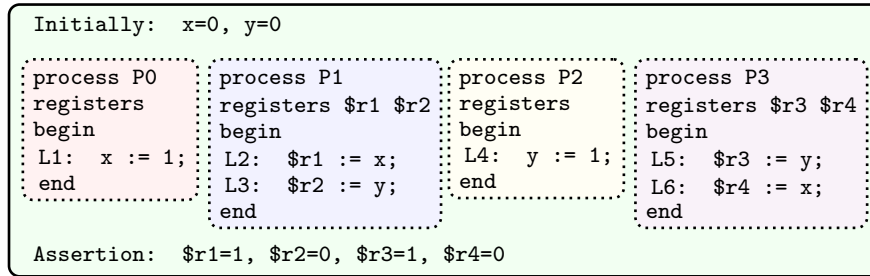 Initially: x=0, y=0
process P0
registers
begin
L1: x := 1;
end
process P1
registers $r1 $r2
begin
L2: $r1 := x;
L3: $r2 := y;
end
process P2
registers
begin
L4: y := 1;
end
process P3
registers $r3 $r4
begin
L5: $r3 := y;
L6: $r4 := x;
end
Assertion: $r1=1, $r2=0, $r3=1, $r4=0